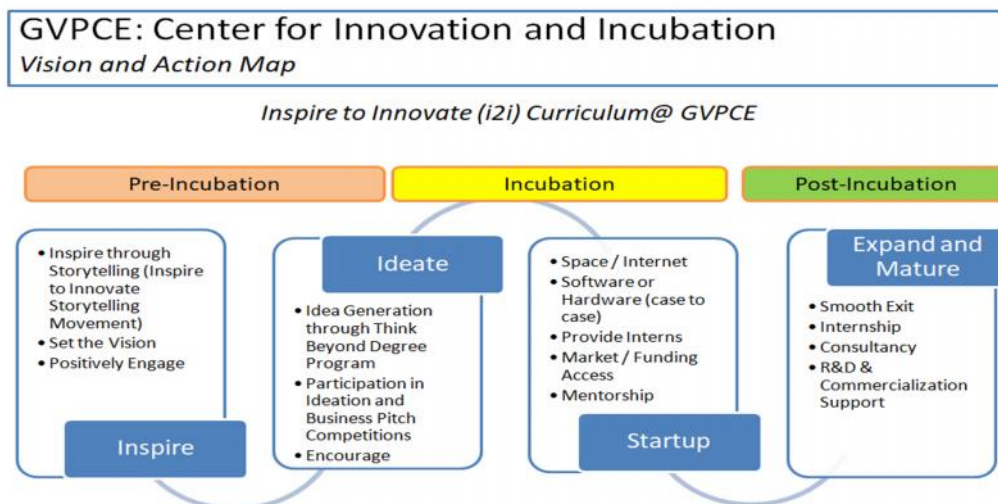 GVPCE: Center for Innovation and Incubation
Vision and Action Map
Inspire to Innovate (i2i) Curriculum@ GVPCE
Pre-Incubation
Incubation
Post-Incubation
• Inspire through
Storytelling (Inspire
to Innovate
Storytelling
Movement)
• Set the Vision
• Positively Engage
Inspire
Ideate
• Idea Generation
through Think
Beyond Degree
Program
• Participation in
Ideation and
Business Pitch
Competitions
• Encourage
• Space / Internet
• Software or
Hardware (case to
case)
• Provide Interns
• Market / Funding
Access
• Mentorship
Startup
Expand and
Mature
• Smooth Exit
• Internship
• Consultancy
• R&D &
Commercialization
Support